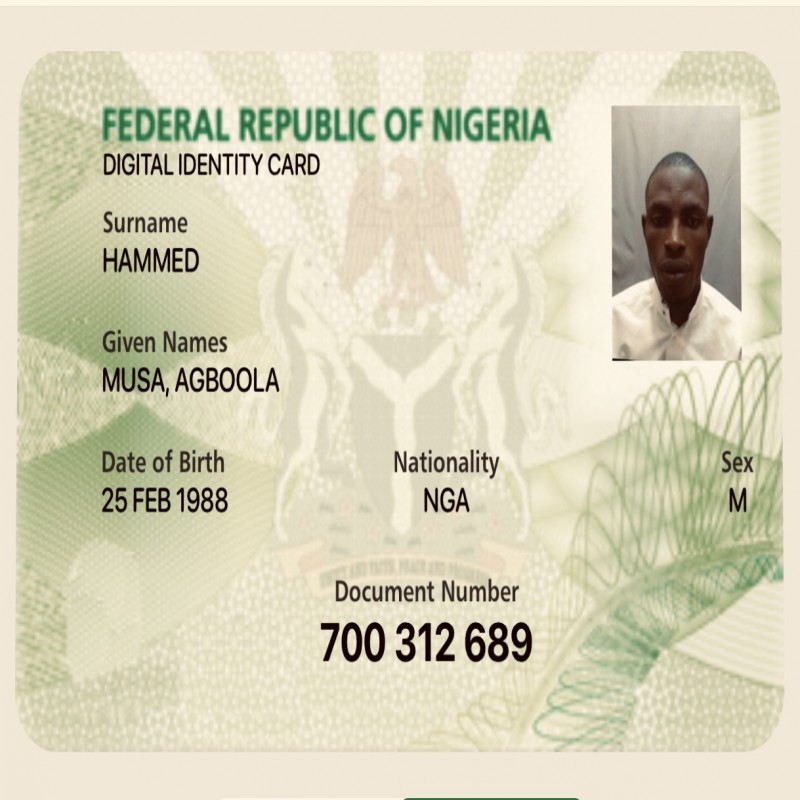 FEDERAL REPUBLIC OF NIGERIA
DIGITAL IDENTITY CARD
Surname
HAMMED
Given Names
MUSA, AGBOOLA
Date of Birth
25 FEB 1988
Nationality
NGA
Sex
M
Document Number
700 312 689